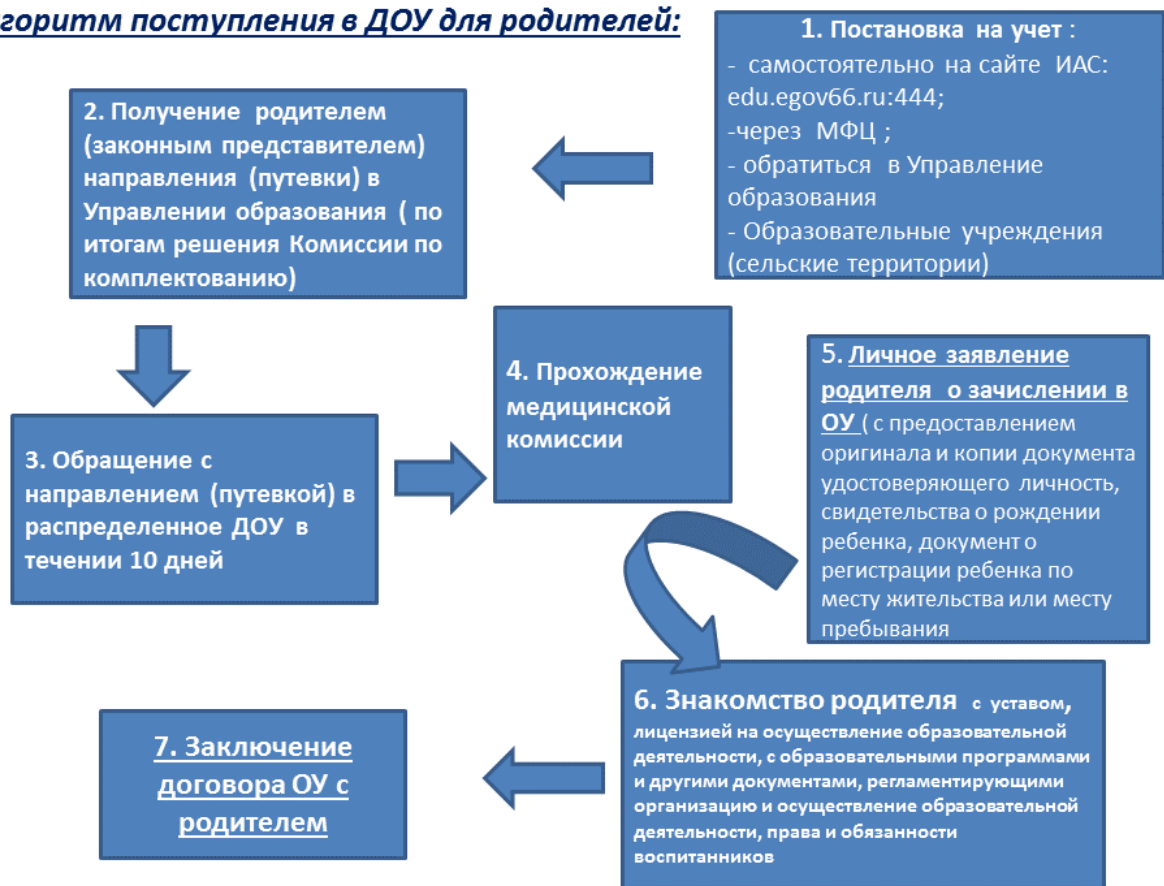 горитм поступления в ДОУ для родителей:
1. Постановка на учет :
- самостоятельно на сайте ИАС:
edu.egov66.ru:444;
-через МФЦ ;
- обратиться в Управление
образования
- Образовательные учреждения
(сельские территории)
2. Получение родителем
(законным представителем)
направления (путевки) в
Управлении образования ( по
итогам решения Комиссии по
комплектованию)
3. Обращение с
направлением (путевкой) в
распределенное ДОУ в
течении 10 дней
4. Прохождение
медицинской
комиссии
5. Личное заявление
родителя о зачислении в
ОУ ( с предоставлением
оригинала и копии документа
удостоверяющего личность,
свидетельства о рождении
ребенка, документ о
регистрации ребенка по
месту жительства или месту
пребывания
6. Знакомство родителя с уставом,
лицензией на осуществление образовательной
деятельности, с образовательными программами
и другими документами, регламентирующими
организацию и осуществление образовательной
деятельности, права и обязанности
воспитанников
7. Заключение
договора ОУ с
родителем